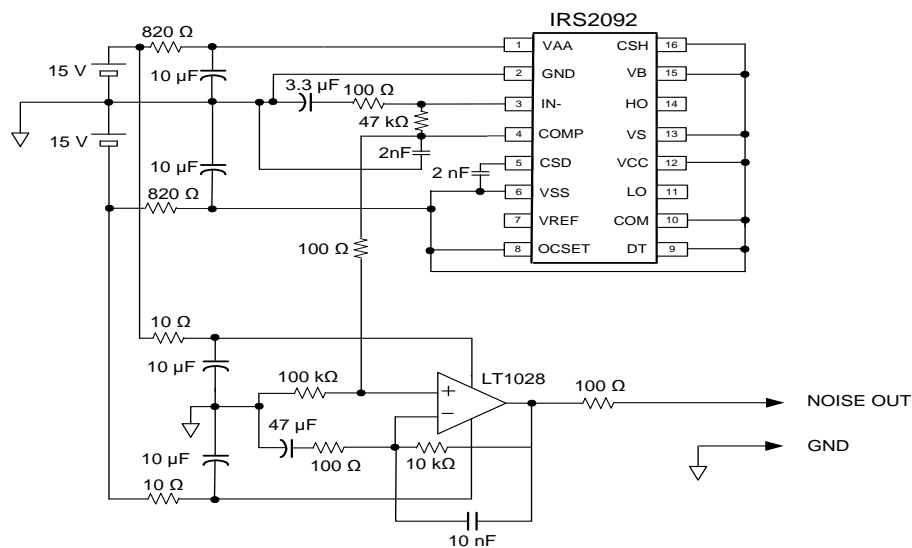 IRS2092
820 Ω
15 V
10 µF
3.3 µF
100 Ω
47 kΩ
2nF
15 V
10 µF
2 nF
820 Ω
1 VAA CSH 16
2 GND VB 15
3 IN- HO 14
4 COMP VS 13
5 CSD VCC 12
6 VSS LO 11
7 VREF COM 10
8 OCSET DT 9
100 Ω
10 Ω
10 µF
100 kΩ
LT1028
+
−
100 Ω
NOISE OUT
47 µF
100 Ω
10 kΩ
GND
10 µF
10 Ω
10 nF